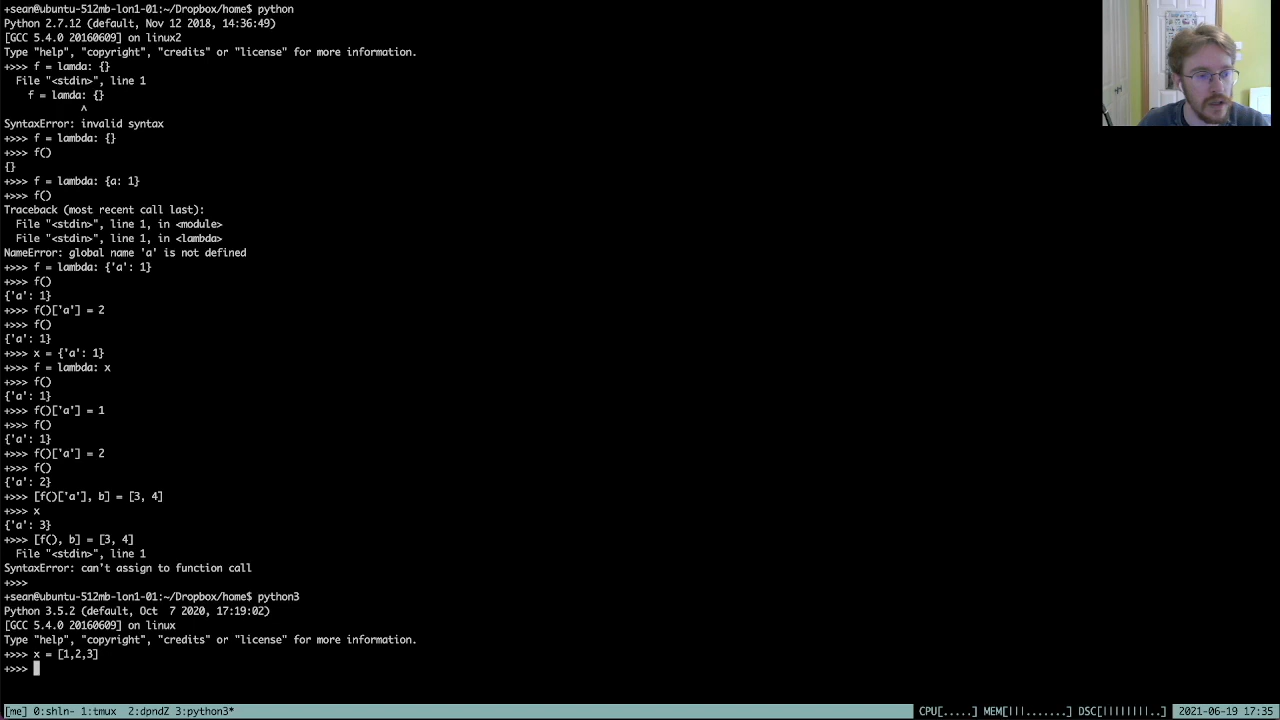 +sean@ubuntu-512mb-lon1-01:~/Dropbox/home$ python
Python 2.7.12 (default, Nov 12 2018, 14:36:49)
[GCC 5.4.0 20160609] on linux2
Type "help", "copyright", "credits" or "license" for more information.
+>>> f = lamda: {}
  File "<stdin>", line 1
    f = lamda: {}
             ^
SyntaxError: invalid syntax
+>>> f = lambda: {}
+>>> f()
{}
+>>> f = lambda: {a: 1}
+>>> f()
Traceback (most recent call last):
  File "<stdin>", line 1, in <module>
  File "<stdin>", line 1, in <lambda>
NameError: global name 'a' is not defined
+>>> f = lambda: {'a': 1}
+>>> f()
{'a': 1}
+>>> f()['a'] = 2
+>>> f()
{'a': 1}
+>>> x = {'a': 1}
+>>> f = lambda: x
+>>> f()
{'a': 1}
+>>> f()['a'] = 1
+>>> f()
{'a': 1}
+>>> f()['a'] = 2
+>>> f()
{'a': 2}
+>>> [f()['a'], b] = [3, 4]
+>>> x
{'a': 3}
+>>> [f(), b] = [3, 4]
  File "<stdin>", line 1
SyntaxError: can't assign to function call
+>>>
+sean@ubuntu-512mb-lon1-01:~/Dropbox/home$ python3
Python 3.5.2 (default, Oct  7 2020, 17:19:02)
[GCC 5.4.0 20160609] on linux
Type "help", "copyright", "credits" or "license" for more information.
+>>> x = [1,2,3]
+>>>
[me] 0:shln- 1:tmux  2:dpndZ 3:python3* CPU[.....] MEM[|||.......] DSC[||||||||..] 2021-06-19 17:35